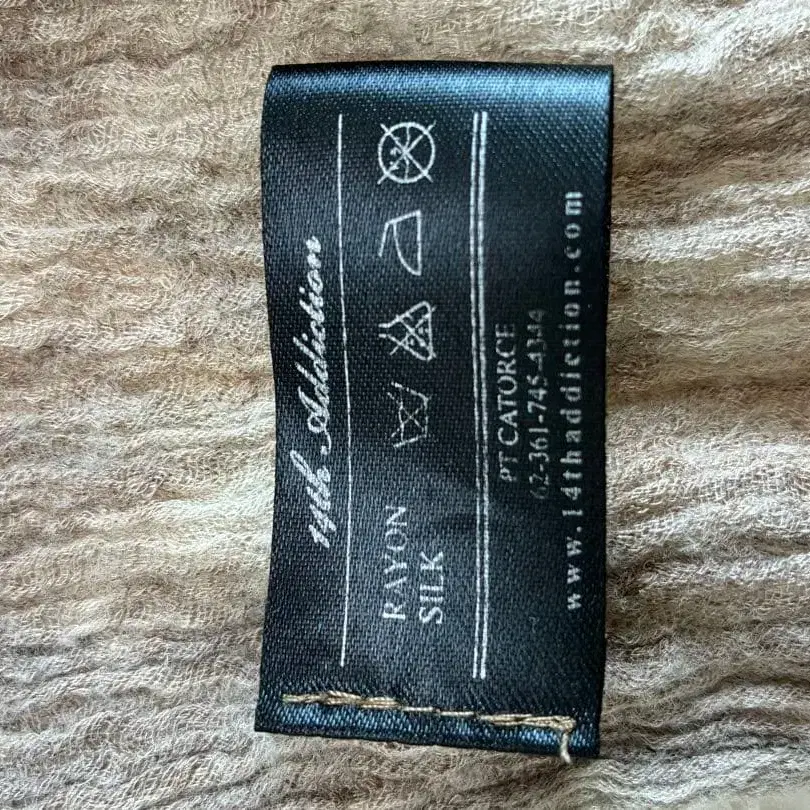 14th Addiction
RAYON
SILK
PT CATORCE
62-361-745-4344
www.14thaddiction.com